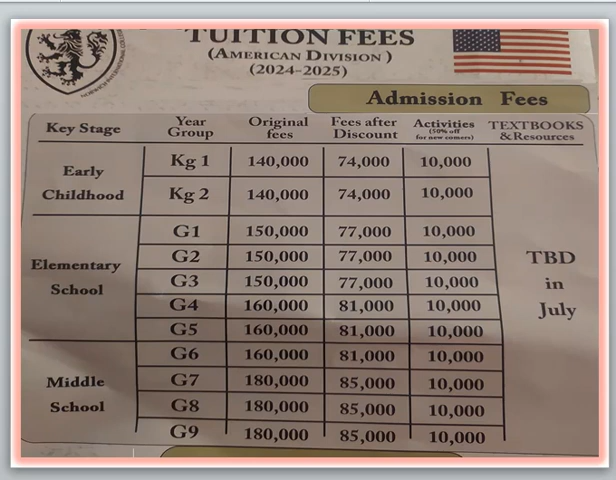 TUITION FEES
(AMERICAN DIVISION )
(2024-2025)
Admission Fees
Key Stage Year Group Original fees Fees after Discount Activities (50% off for new comers) TEXTBOOKS & Resources
Early Childhood
Kg 1 140,000 74,000 10,000
Kg 2 140,000 74,000 10,000
Elementary School
G1 150,000 77,000 10,000
G2 150,000 77,000 10,000
G3 150,000 77,000 10,000
G4 160,000 81,000 10,000
G5 160,000 81,000 10,000
Middle School
G6 160,000 81,000 10,000
G7 180,000 85,000 10,000
G8 180,000 85,000 10,000
G9 180,000 85,000 10,000
TBD
in
July